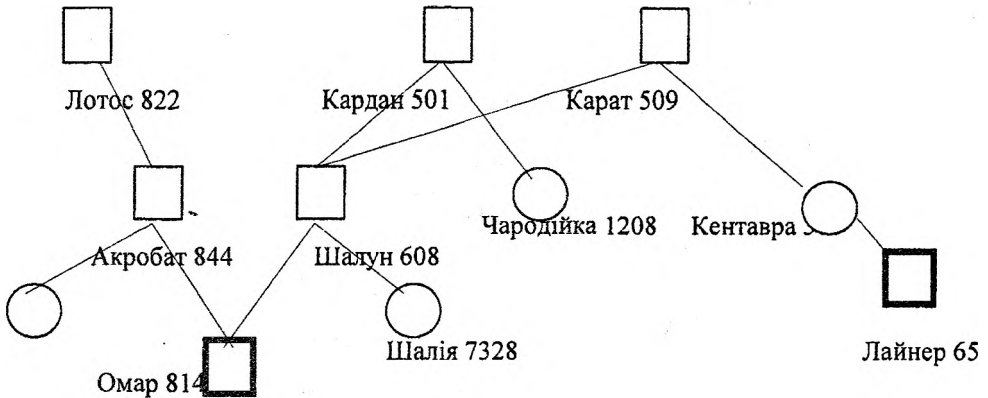 Лотос 822
Кардан 501
Карат 509
Акробат 844
Шалун 608
Чародійка 1208
Кентавра
Шалія 7328
Лайнер 65
Омар 814